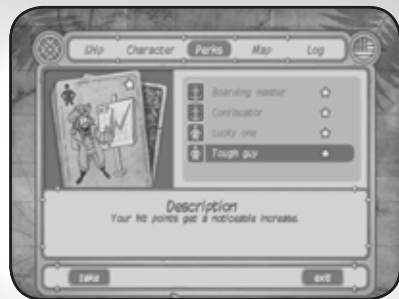 Ship Character Perks Map Log
Boarding master
Confiscator
Lucky one
Tough guy
Description
Your hit points get a noticeable increase.
take exit